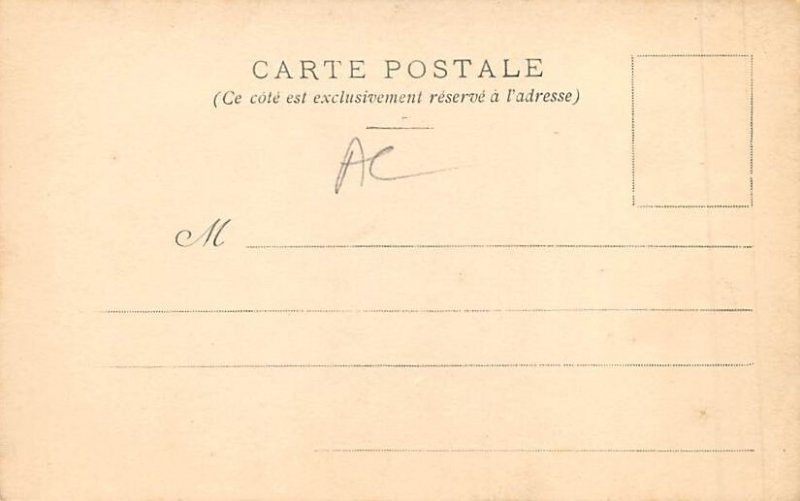 CARTE POSTALE
(Ce côté est exclusivement réservé à l'adresse)
AC
M